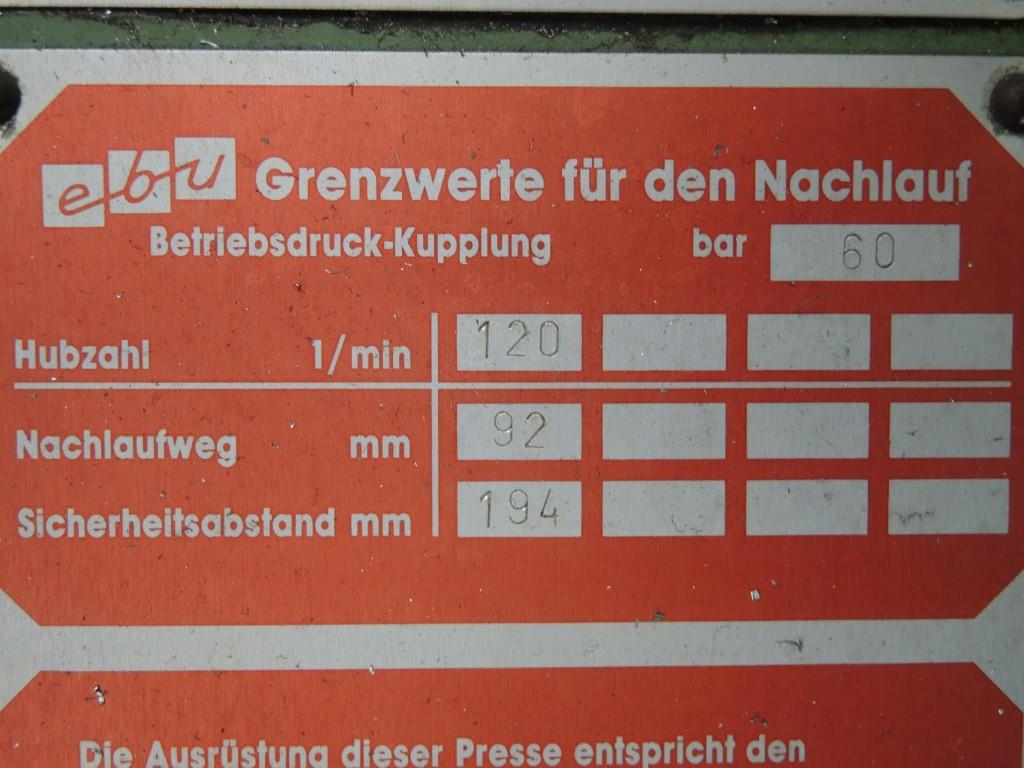 ebu Grenzwerte für den Nachlauf
Betriebsdruck-Kupplung bar 60
Hubzahl 1/min 120
Nachlaufweg mm 92
Sicherheitsabstand mm 194
Die Ausrüstung dieser Presse entspricht den